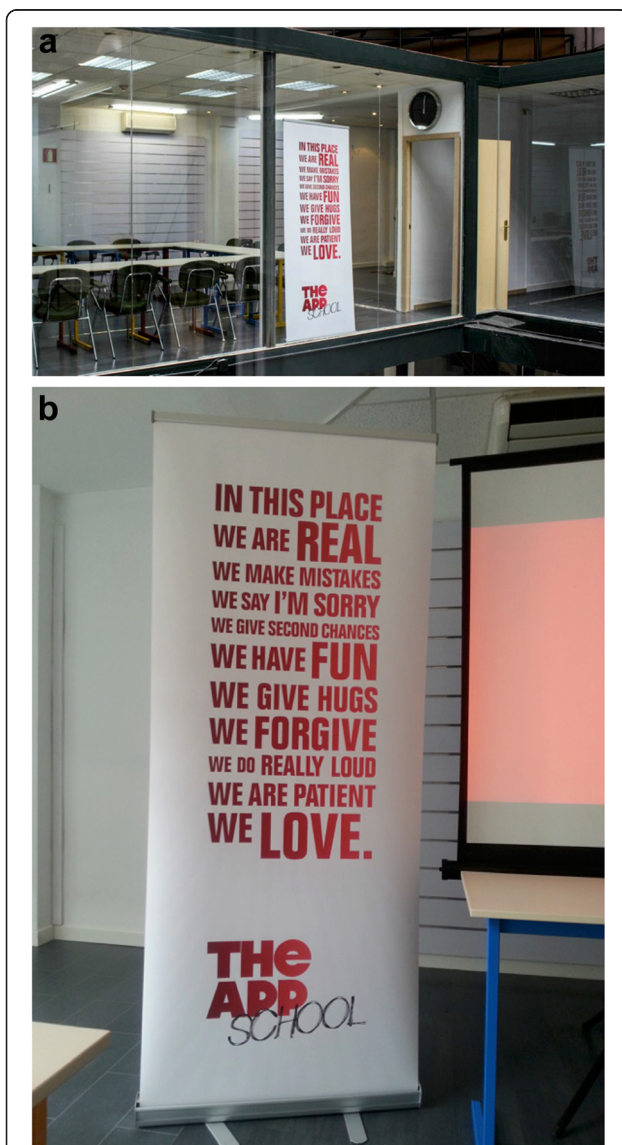 a
IN THIS PLACE
WE ARE REAL
WE MAKE MISTAKES
WE SAY I'M SORRY
WE GIVE SECOND CHANCES
WE HAVE FUN
WE GIVE HUGS
WE FORGIVE
WE DO REALLY LOUD
WE ARE PATIENT
WE LOVE.
THe
APP
SCHOOL
b
IN THIS PLACE
WE ARE REAL
WE MAKE MISTAKES
WE SAY I'M SORRY
WE GIVE SECOND CHANCES
WE HAVE FUN
WE GIVE HUGS
WE FORGIVE
WE DO REALLY LOUD
WE ARE PATIENT
WE LOVE.
THe
APP
SCHOOL